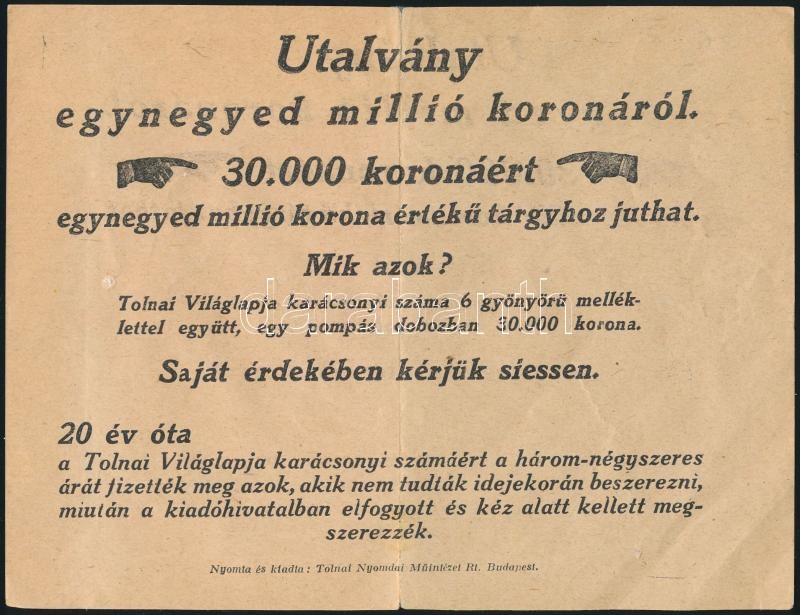 Utalvány
egynegyed millió koronáról.
30.000 koronáért
egynegyed millió korona értékű tárgyhoz juthat.
Mik azok?
Tolnai Világlapja karácsonyi száma 6 gyönyörü mellék-
lettel együtt, egy pompás dobozban 30.000 korona.
darabanth
Saját érdekében kérjük siessen.
20 év óta
a Tolnai Világlapja karácsonyi számáért a három-négyszeres
árát fizették meg azok, akik nem tudták idejekorán beszerezni,
miután a kiadóhivatalban elfogyott és kéz alatt kellett meg-
szerezzék.
Nyomta és kiadta: Tolnai Nyomdai Műintézet Rt. Budapest.